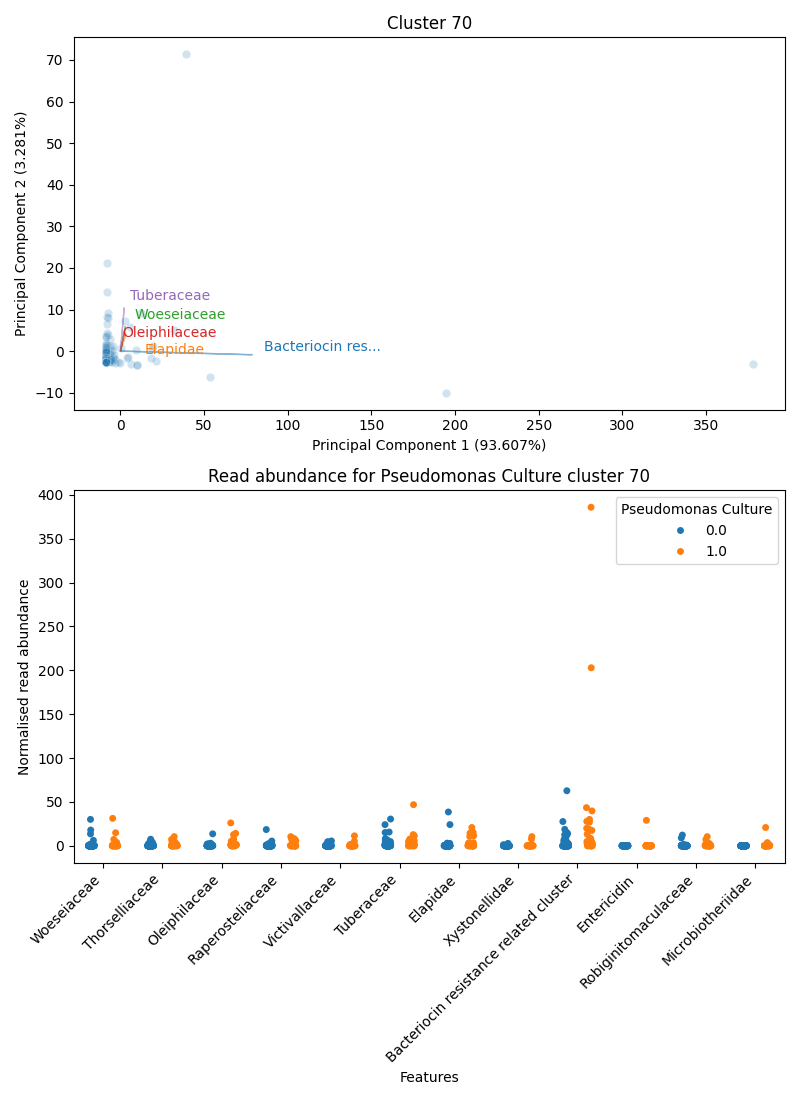 Cluster 70
Principal Component 2 (3.281%)
70
60
50
40
30
20
10
0
−10
Tuberaceae
Woeseiaceae
Oleiphilaceae
Elapidae
Bacteriocin res...
0
50
100
150
200
250
300
350
Principal Component 1 (93.607%)
Read abundance for Pseudomonas Culture cluster 70
Normalised read abundance
400
350
300
250
200
150
100
50
0
Pseudomonas Culture
0.0
1.0
Woeseiaceae
Thorselliaceae
Oleiphilaceae
Raperosteliaceae
Victivallaceae
Tuberaceae
Elapidae
Xystonellidae
Bacteriocin resistance related cluster
Entericidin
Robiginitomaculaceae
Microbiotheriidae
Features